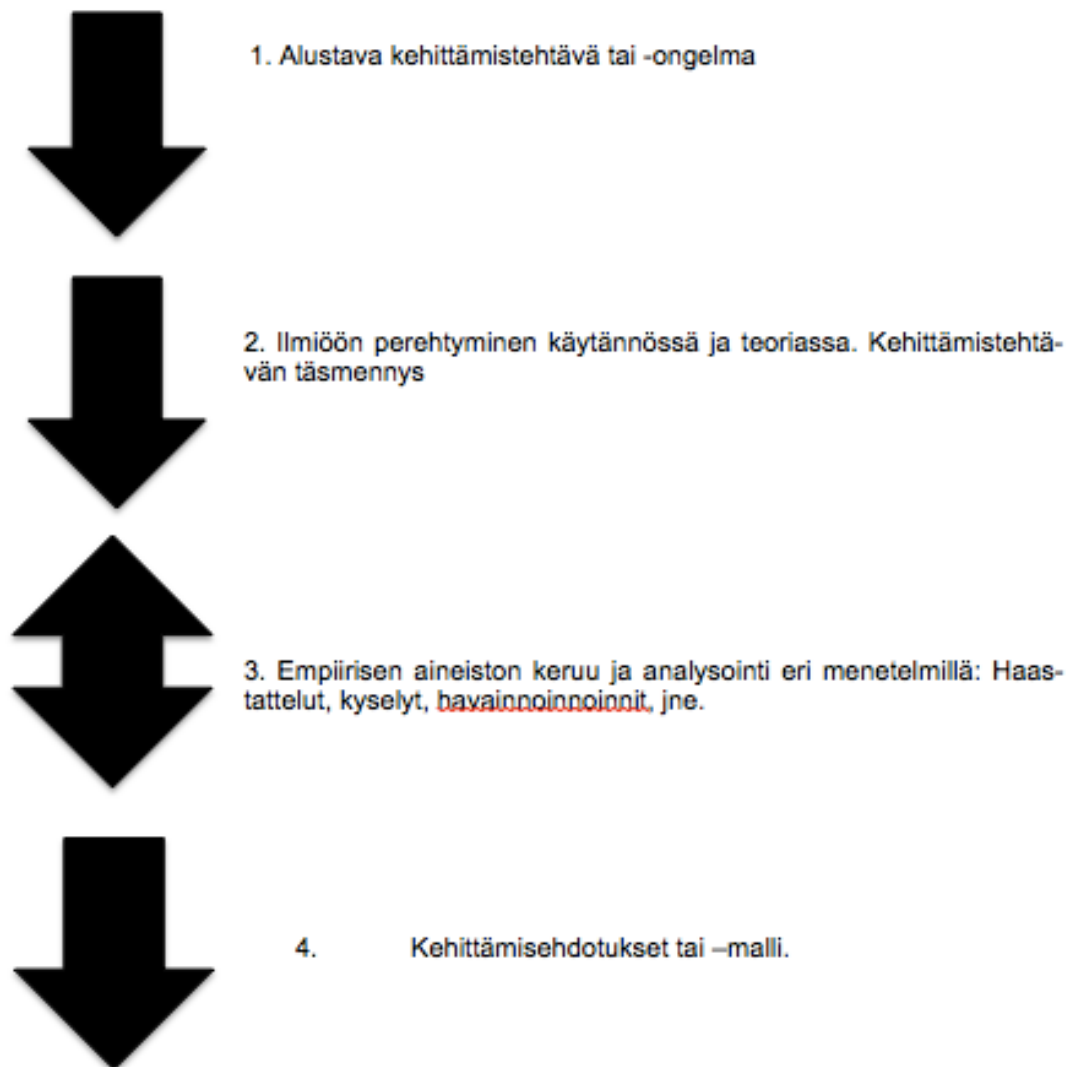 1. Alustava kehittämistehtävä tai -ongelma
2. Ilmiöön perehtyminen käytännössä ja teoriassa. Kehittämistehtä-
vän täsmennys
3. Empiirisen aineiston keruu ja analysointi eri menetelmillä: Haas-
tattelut, kyselyt, havainnoinnoinnit, jne.
4. Kehittämisehdotukset tai –malli.